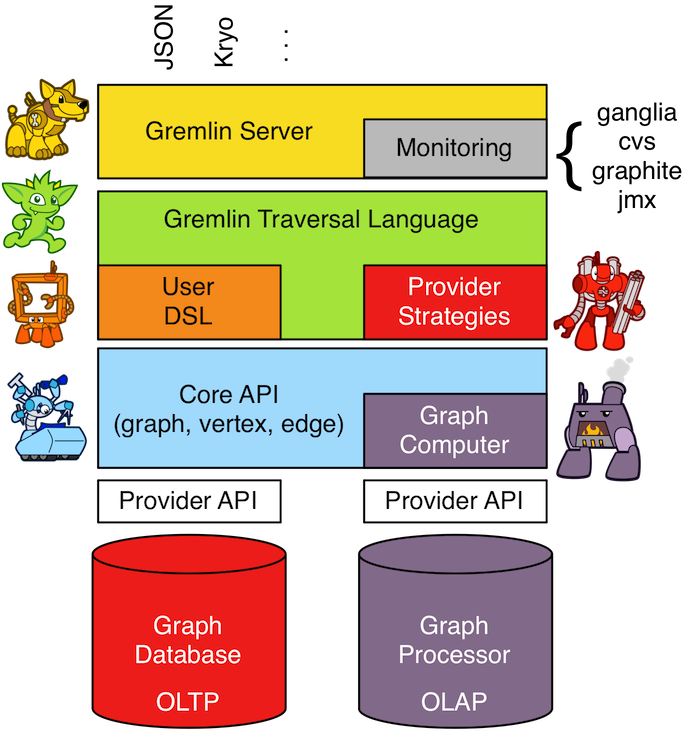 JSON
Kryo
. . .
Gremlin Server
Monitoring
ganglia
cvs
graphite
jmx
Gremlin Traversal Language
User
DSL
Provider
Strategies
Core API
(graph, vertex, edge)
Graph
Computer
Provider API
Provider API
Graph
Database
OLTP
Graph
Processor
OLAP